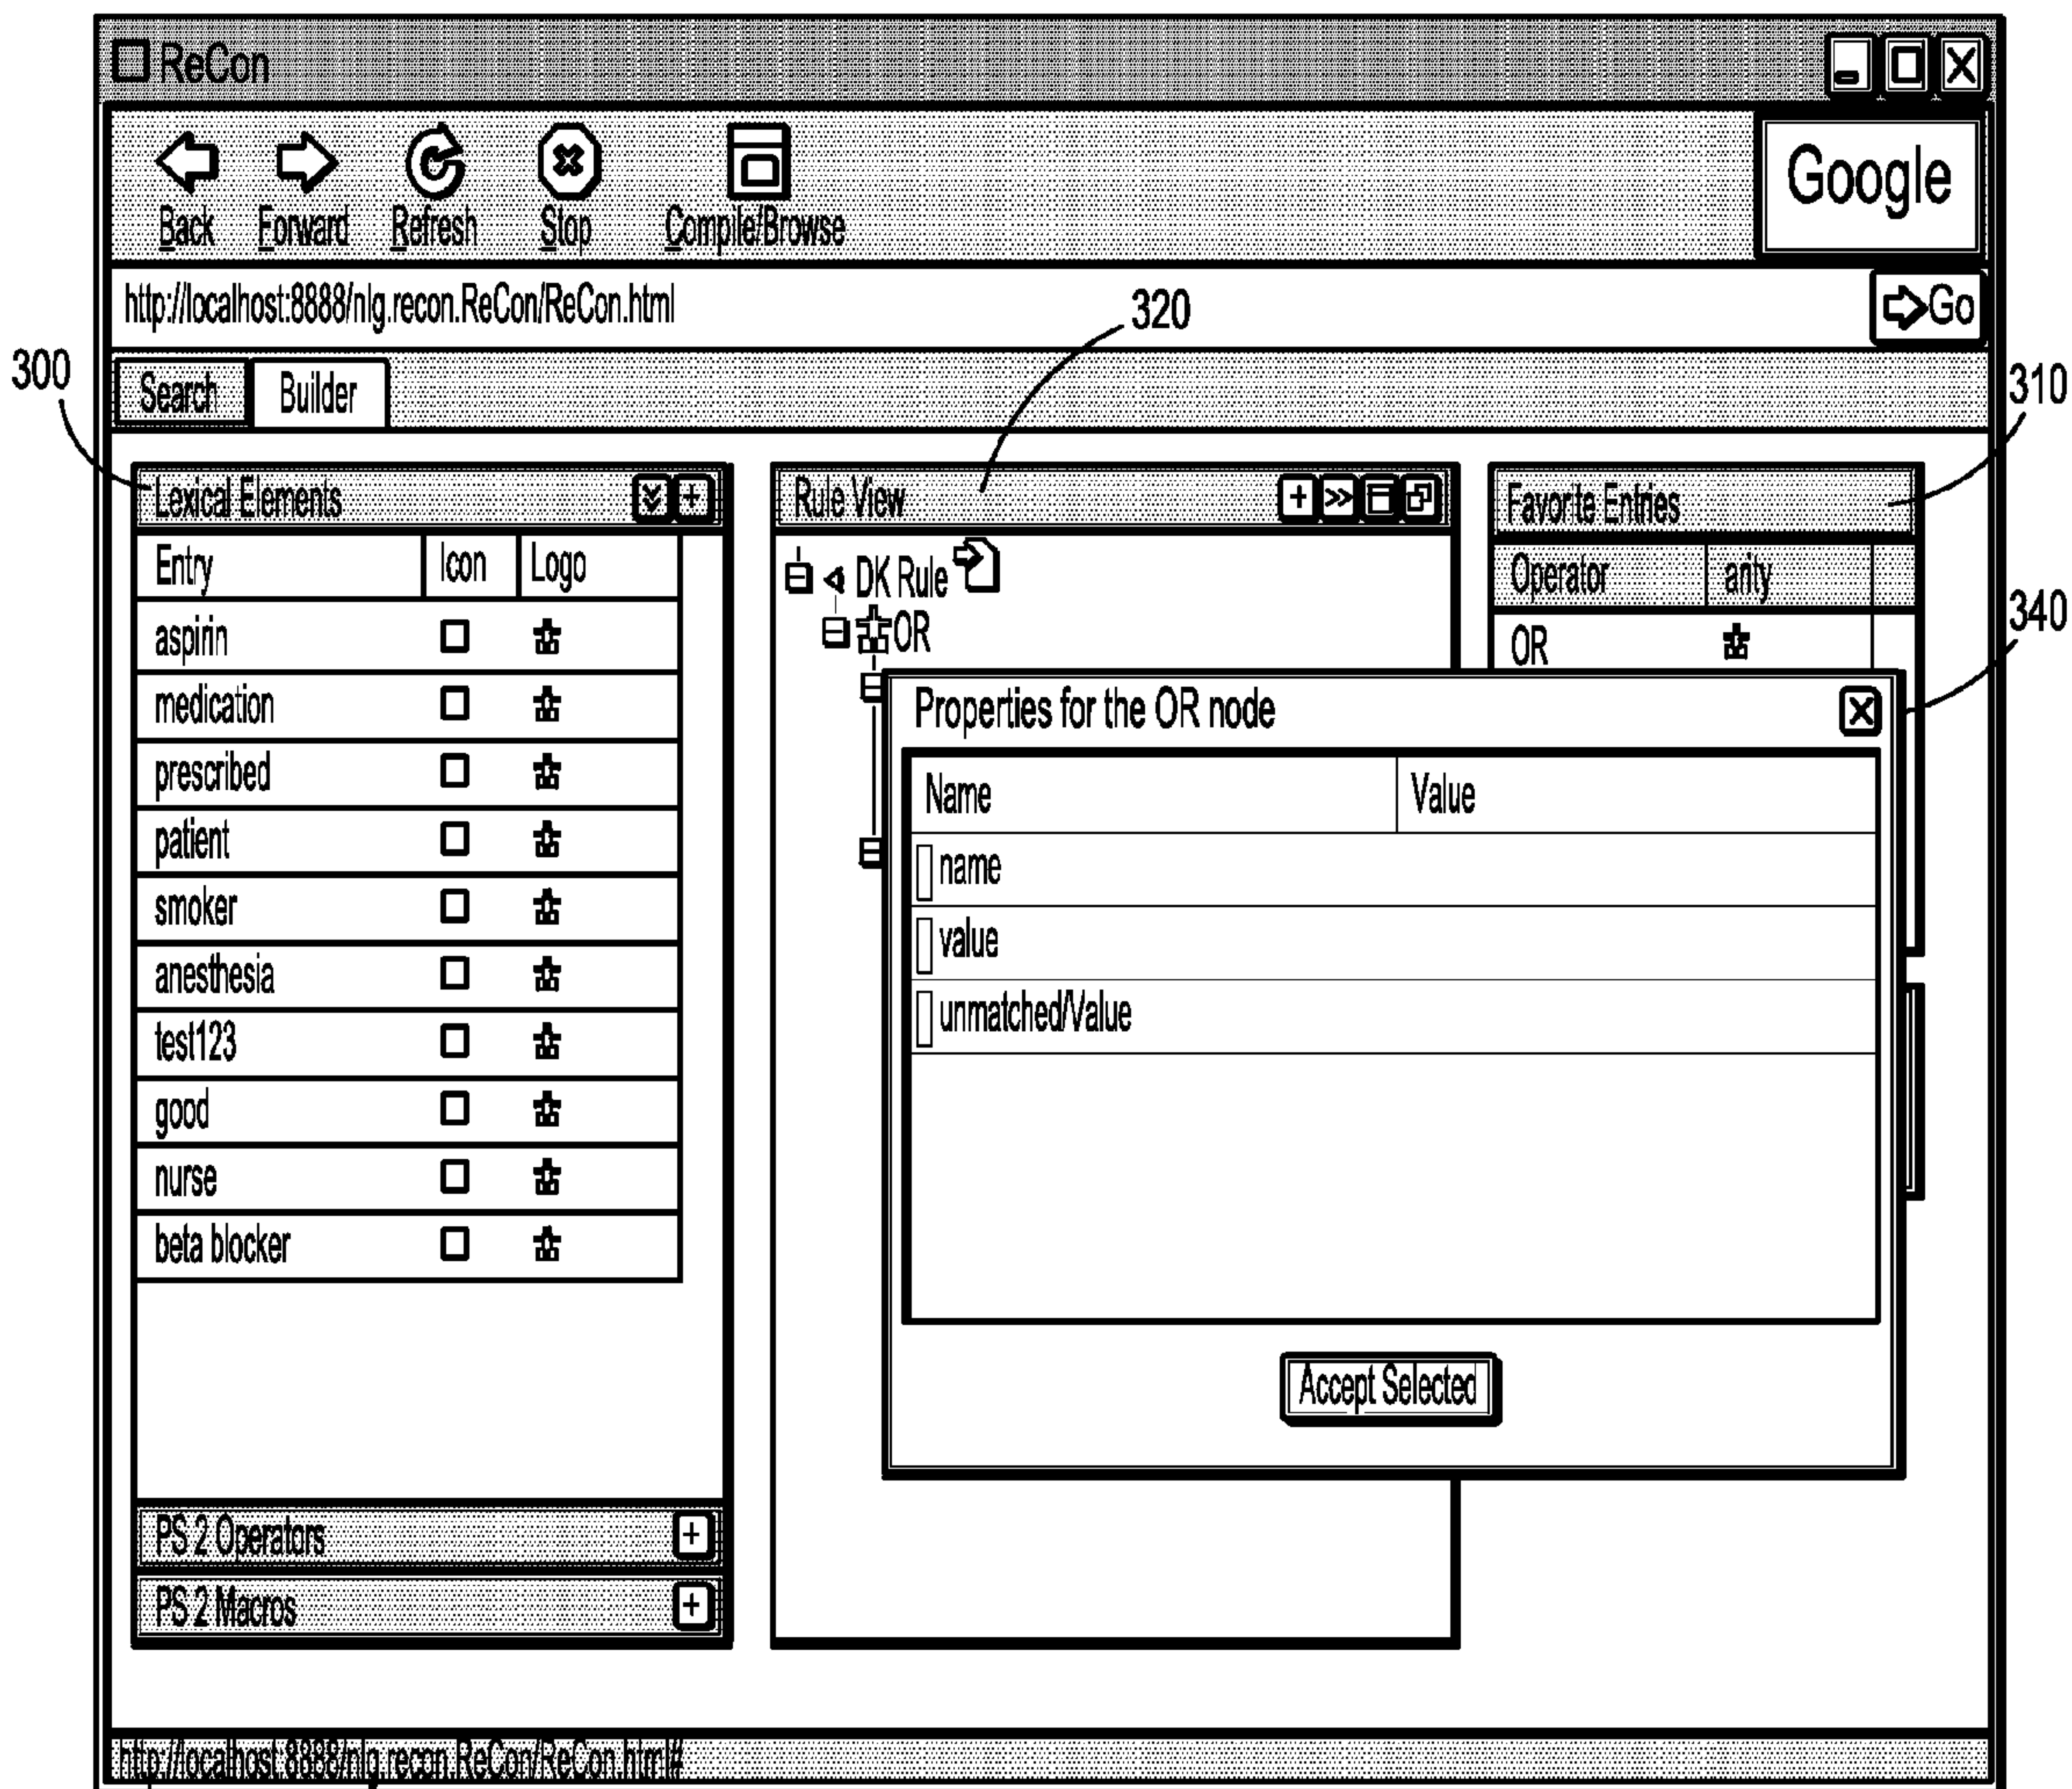 ReCon
Back Forward Refresh Stop Compile/Browse
Google
http://localhost:8888/nlg.recon.ReCon/ReCon.html
Go
320
300
Search Builder
310
Lexical Elements
Entry Icon Logo
aspirin
medication
prescribed
patient
smoker
anesthesia
test123
good
nurse
beta blocker
PS 2 Operators
PS 2 Macros
Rule View
DK Rule
OR
Favorite Entries
Operator arity
OR
340
Properties for the OR node
Name Value
name
value
unmatched/Value
Accept Selected
http://localhost:8888/nlg.recon.ReCon/ReCon.html#